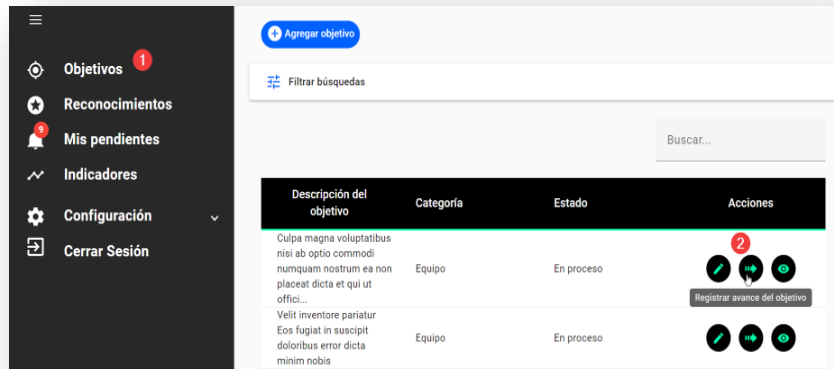 Objetivos 1
Reconocimientos
9
Mis pendientes
Indicadores
Configuración
Cerrar Sesión
Agregar objetivo
Filtrar búsquedas
Buscar...
Descripción del
objetivo
Categoría
Estado
Acciones
Culpa magna voluptatibus
nisi ab optio commodi
numquam nostrum ea non
placeat dicta et qui ut
offici...
Equipo
En proceso
2
Registrar avance del objetivo
Velit inventore pariatur
Eos fugiat in suscipit
doloribus error dicta
minim nobis
Equipo
En proceso